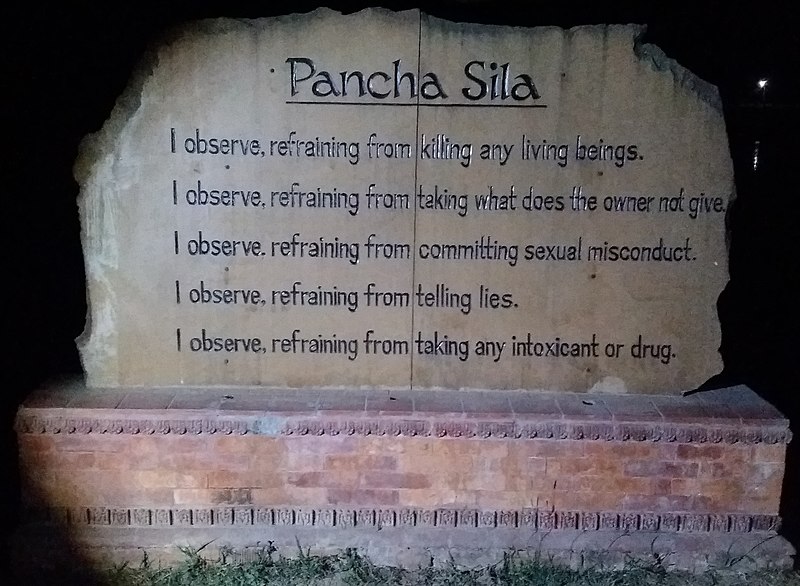 Pancha Sila
I observe, refraining from killing any living beings.
I observe, refraining from taking what does the owner not give.
I observe. refraining from committing sexual misconduct.
I observe, refraining from telling lies.
I observe, refraining from taking any intoxicant or drug.